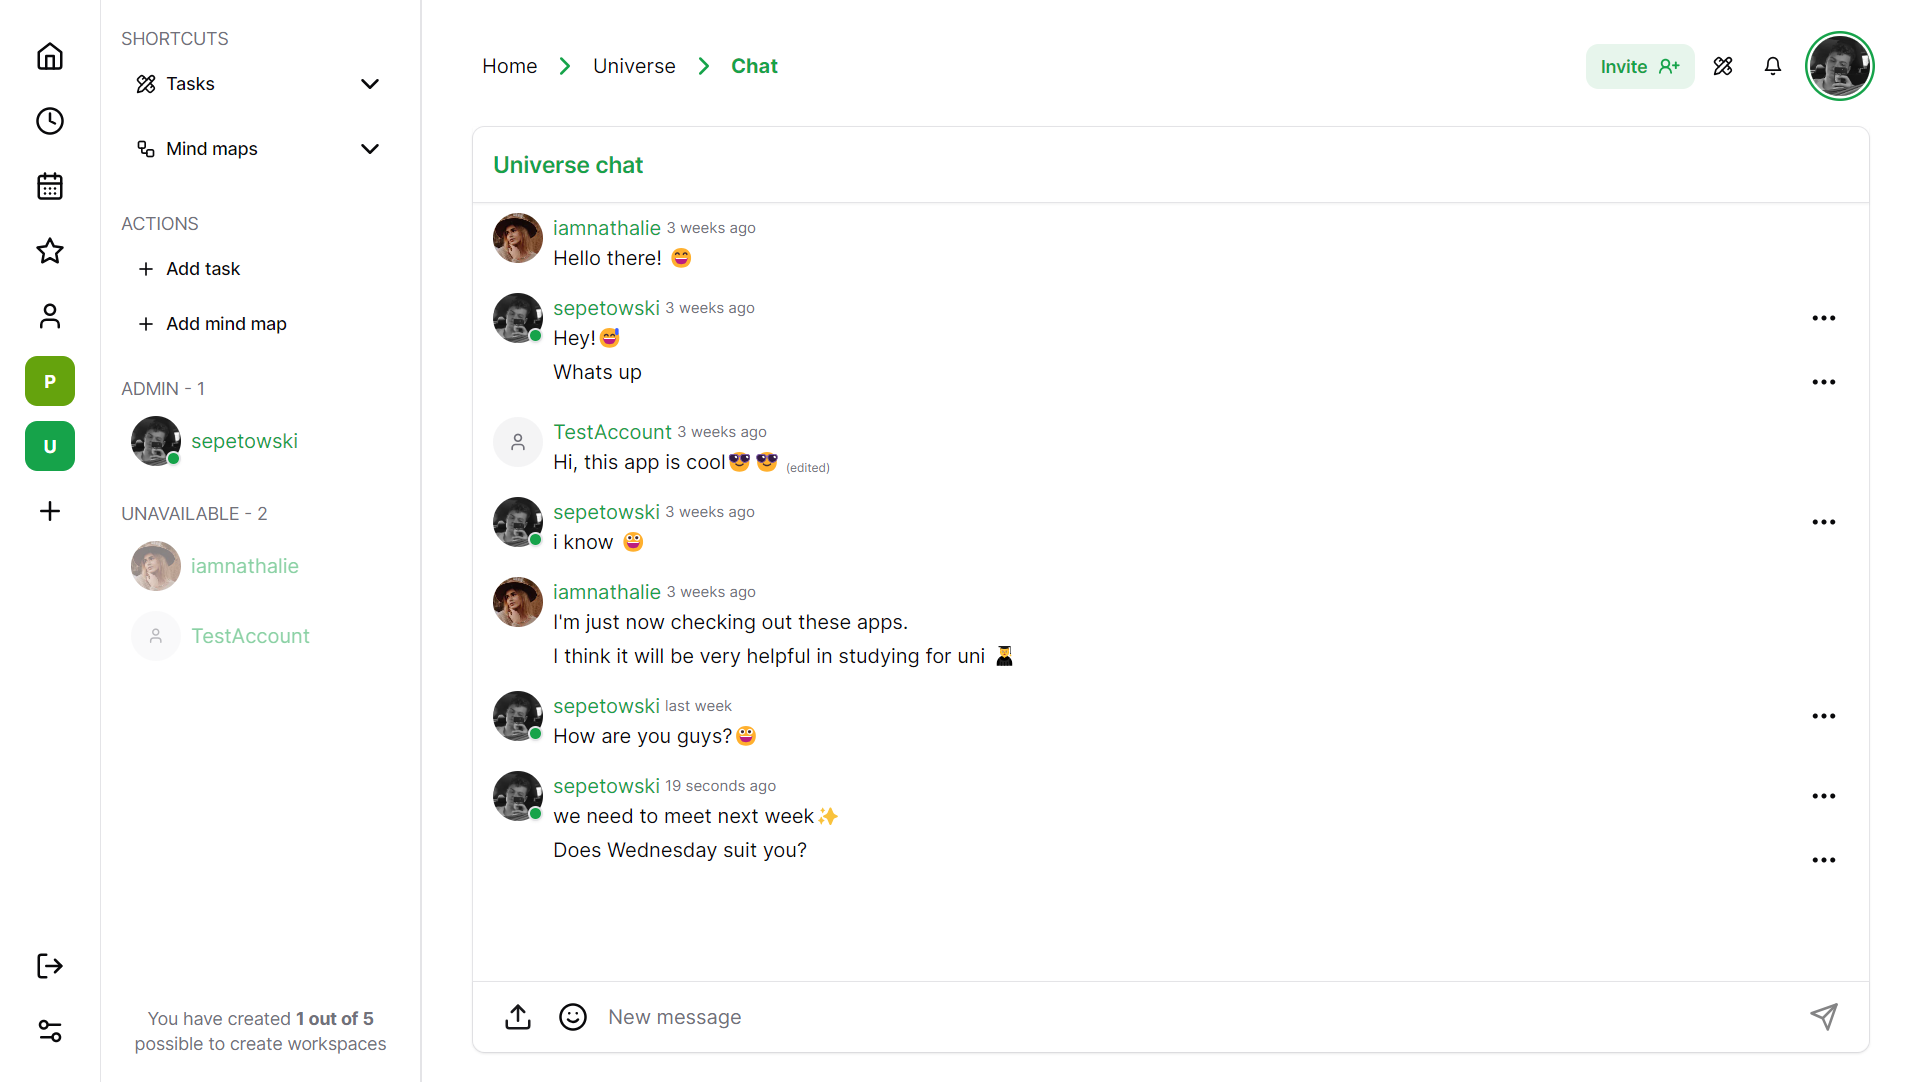 SHORTCUTS
Tasks
Mind maps
ACTIONS
Add task
Add mind map
ADMIN - 1
sepetowski
UNAVAILABLE - 2
iamnathalie
TestAccount
You have created 1 out of 5
possible to create workspaces
P
U
Home
Universe
Chat
Invite
Universe chat
iamnathalie 3 weeks ago
Hello there! 😄
sepetowski 3 weeks ago
Hey!😅
Whats up
TestAccount 3 weeks ago
Hi, this app is cool😎 😎 (edited)
sepetowski 3 weeks ago
i know 😀
iamnathalie 3 weeks ago
I'm just now checking out these apps.
I think it will be very helpful in studying for uni 👩‍🎓
sepetowski last week
How are you guys?😀
sepetowski 19 seconds ago
we need to meet next week✨
Does Wednesday suit you?
New message